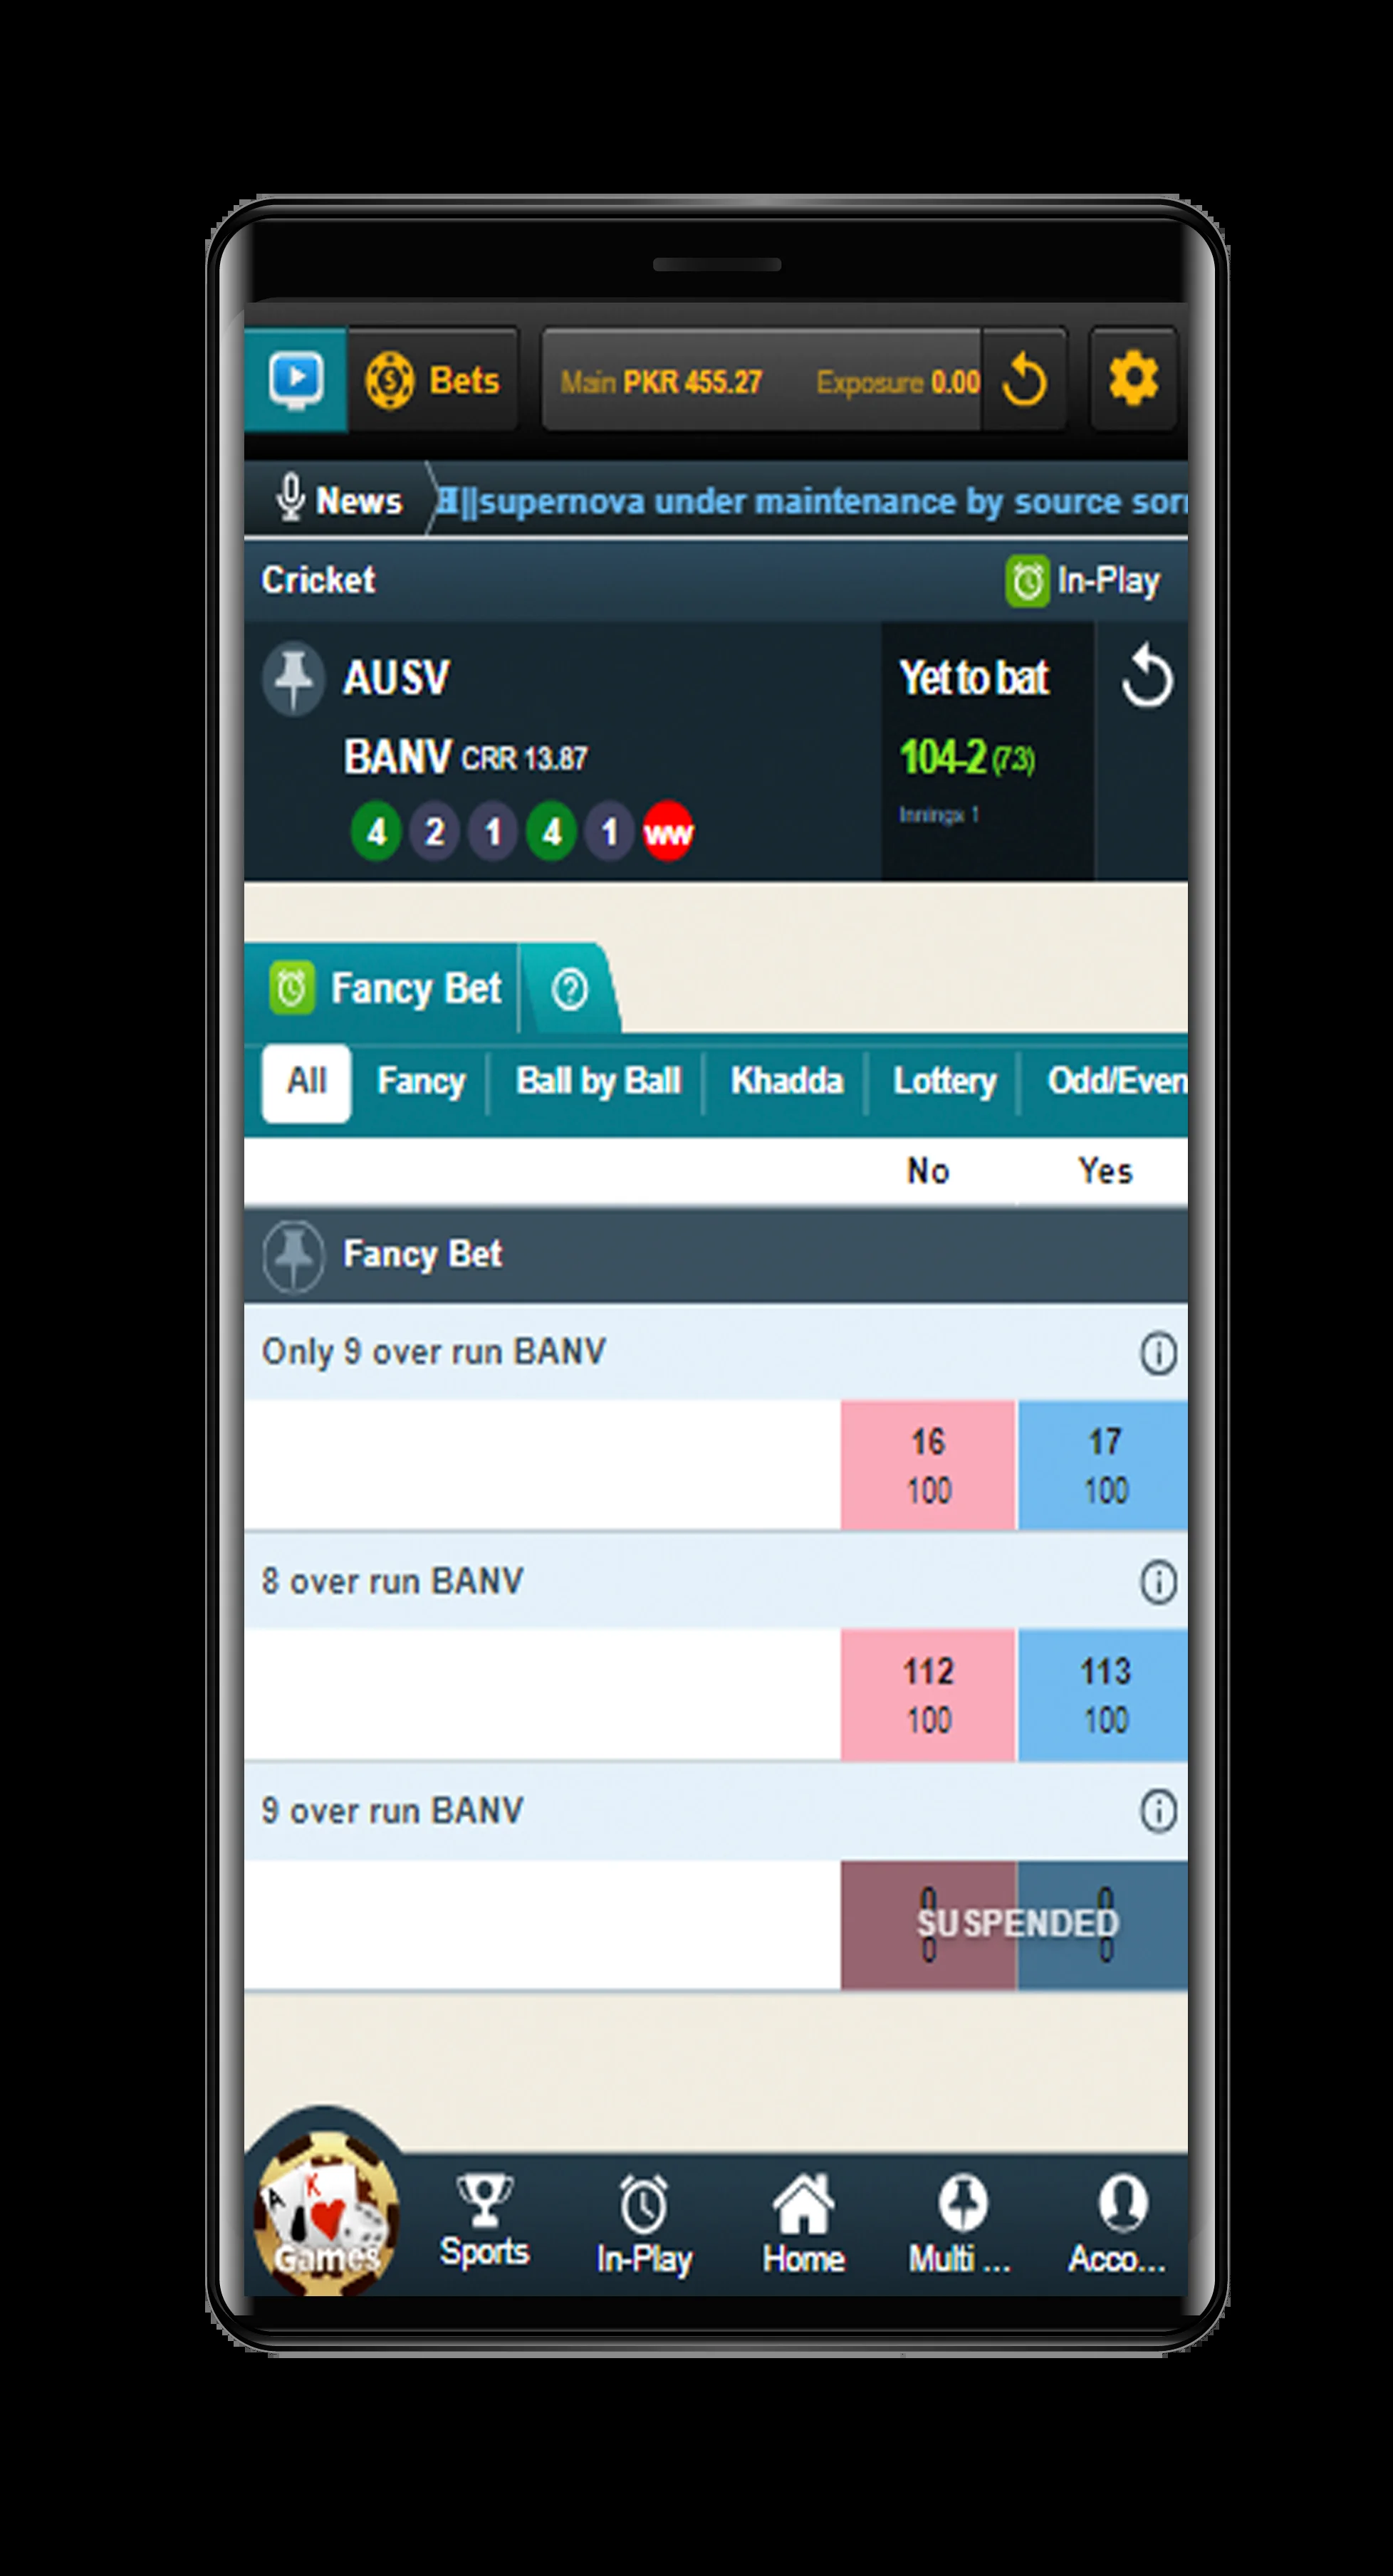 Bets
Main PKR 455.27 Exposure 0.00
News
||supernova under maintenance by source sorr
Cricket In-Play
AUSV Yet to bat
BANV CRR 13.87 104-2 (7.3)
Innings 1
4 2 1 4 1 ww
Fancy Bet ?
All Fancy Ball by Ball Khadda Lottery Odd/Even
No Yes
Fancy Bet
Only 9 over run BANV
16 17
100 100
8 over run BANV
112 113
100 100
9 over run BANV
0 0
SUSPENDED
0 0
A K
Games Sports In-Play Home Multi ... Acco...